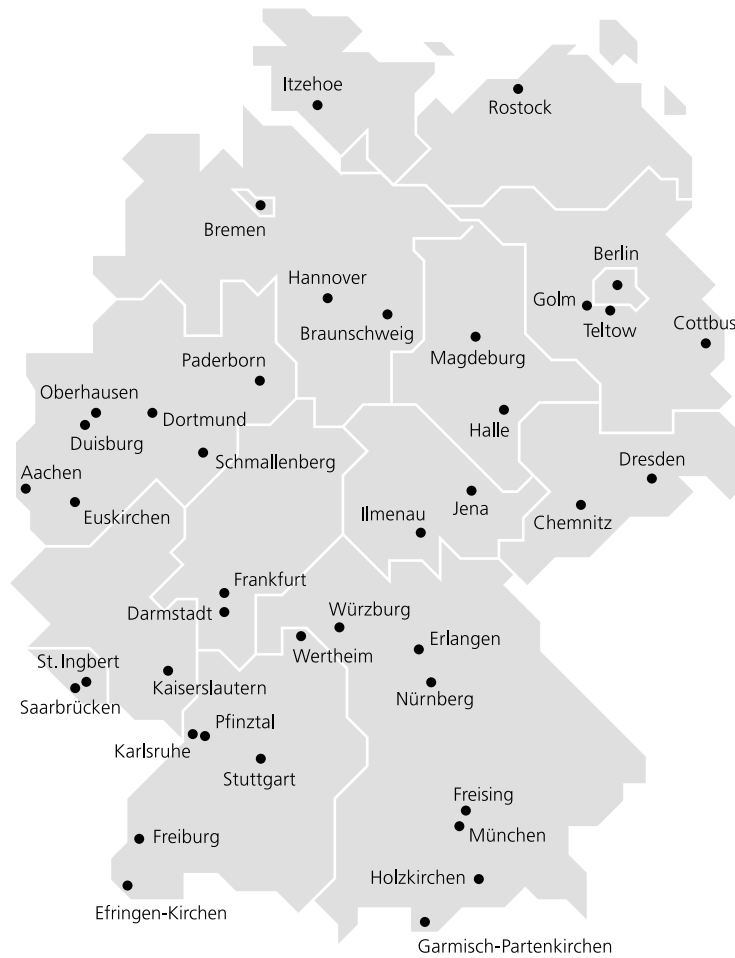 Itzehoe
Rostock
Bremen
Berlin
Hannover
Golm
Teltow
Cottbus
Braunschweig
Magdeburg
Paderborn
Oberhausen
Dortmund
Halle
Duisburg
Schmallenberg
Dresden
Aachen
Euskirchen
Ilmenau
Jena
Chemnitz
Frankfurt
Darmstadt
Würzburg
Wertheim
Erlangen
St. Ingbert
Kaiserslautern
Nürnberg
Saarbrücken
Pfinztal
Karlsruhe
Stuttgart
Freising
München
Freiburg
Holzkirchen
Efringen-Kirchen
Garmisch-Partenkirchen